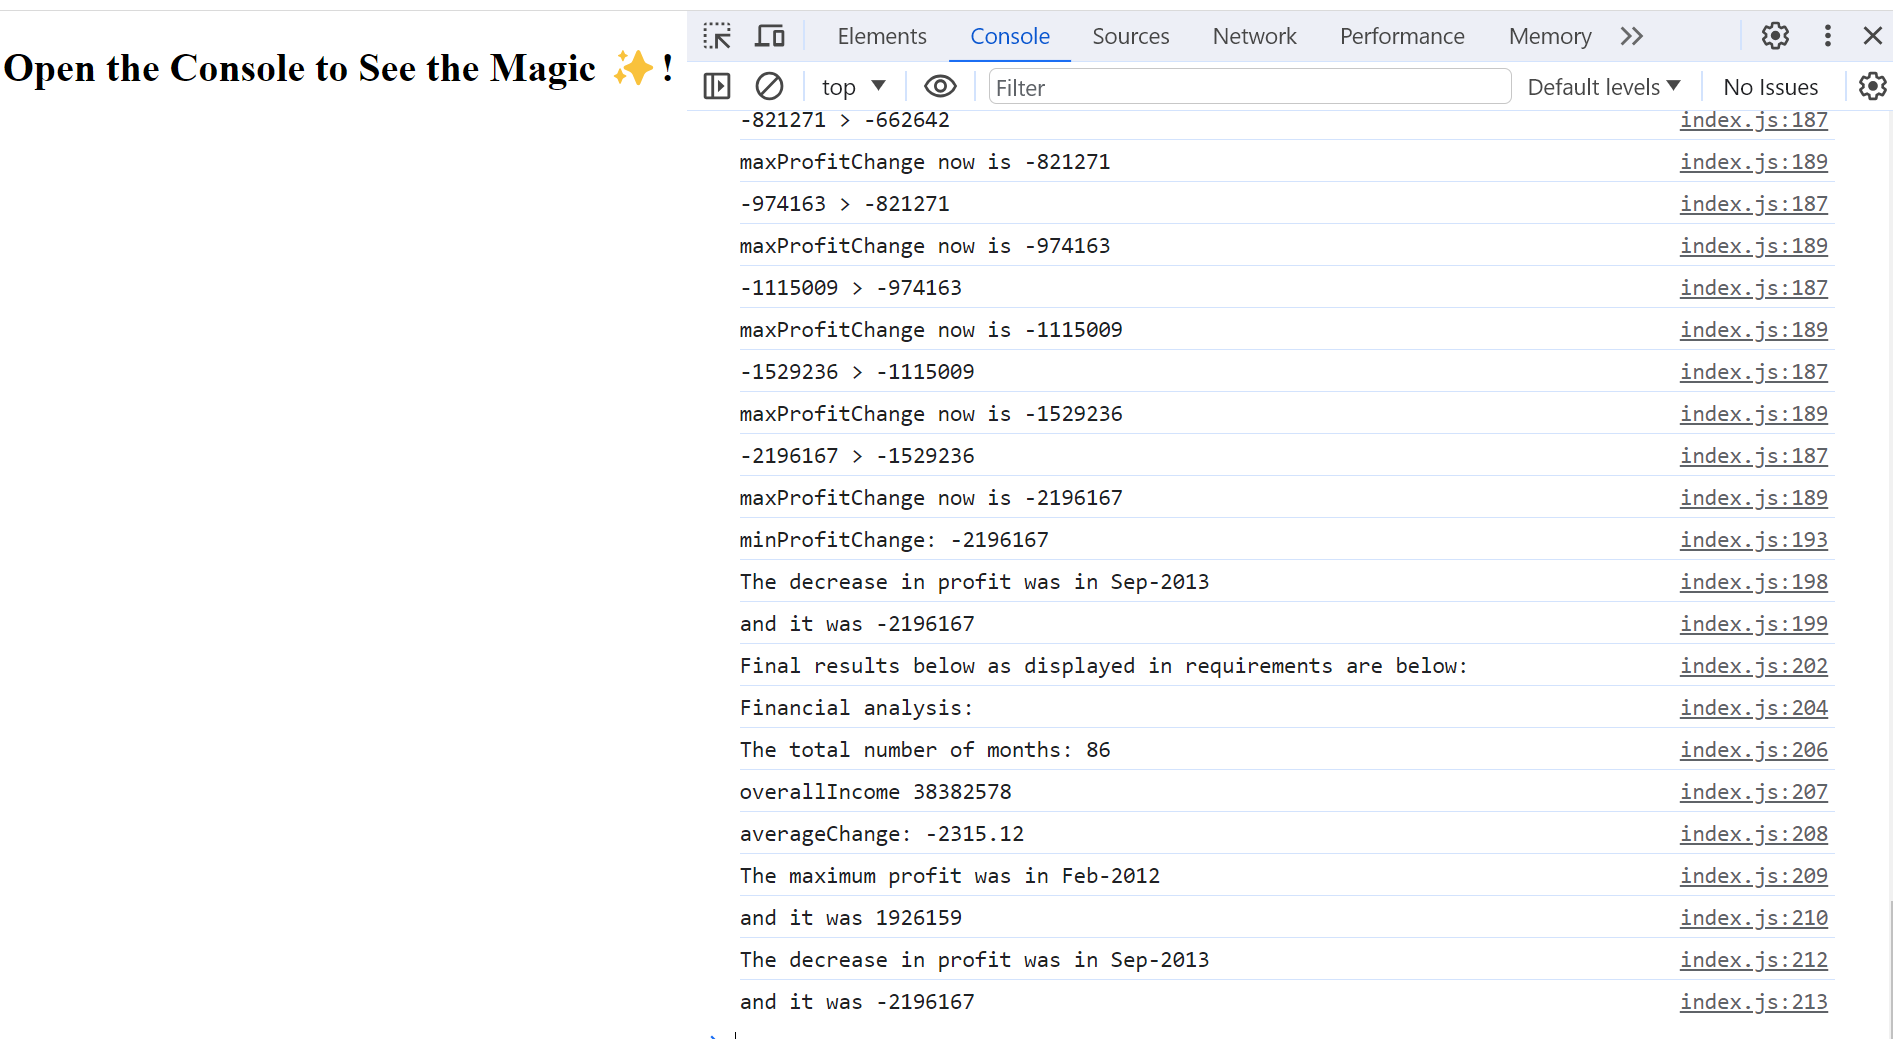 Open the Console to See the Magic ✨!
Elements Console Sources Network Performance Memory
top Filter Default levels No Issues
-821271 > -662642 index.js:187
maxProfitChange now is -821271 index.js:189
-974163 > -821271 index.js:187
maxProfitChange now is -974163 index.js:189
-1115009 > -974163 index.js:187
maxProfitChange now is -1115009 index.js:189
-1529236 > -1115009 index.js:187
maxProfitChange now is -1529236 index.js:189
-2196167 > -1529236 index.js:187
maxProfitChange now is -2196167 index.js:189
minProfitChange: -2196167 index.js:193
The decrease in profit was in Sep-2013 index.js:198
and it was -2196167 index.js:199
Final results below as displayed in requirements are below: index.js:202
Financial analysis: index.js:204
The total number of months: 86 index.js:206
overallIncome 38382578 index.js:207
averageChange: -2315.12 index.js:208
The maximum profit was in Feb-2012 index.js:209
and it was 1926159 index.js:210
The decrease in profit was in Sep-2013 index.js:212
and it was -2196167 index.js:213